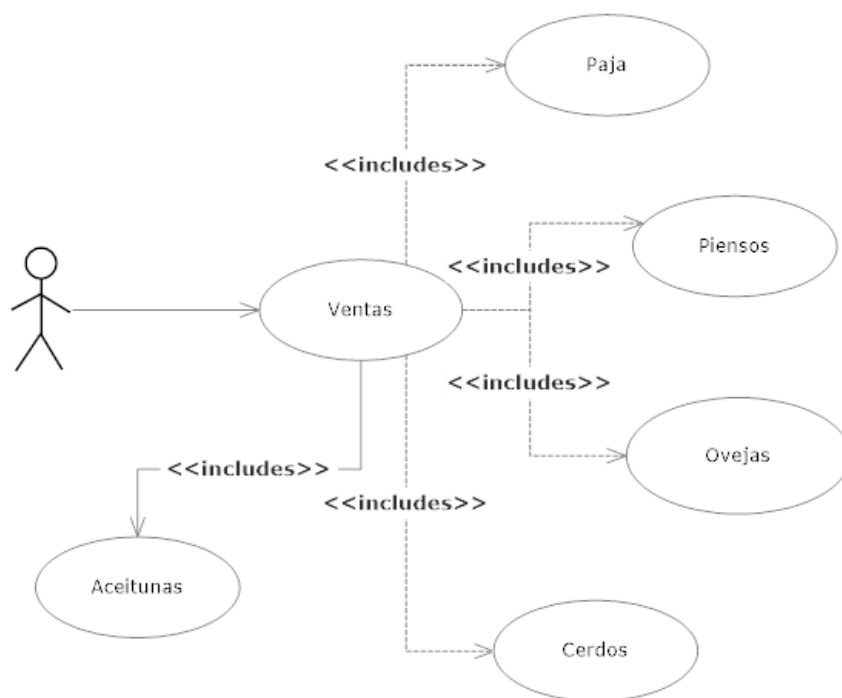 Paja
<<includes>>
Piensos
<<includes>>
Ventas
<<includes>>
Ovejas
<<includes>>
<<includes>>
Aceitunas
Cerdos